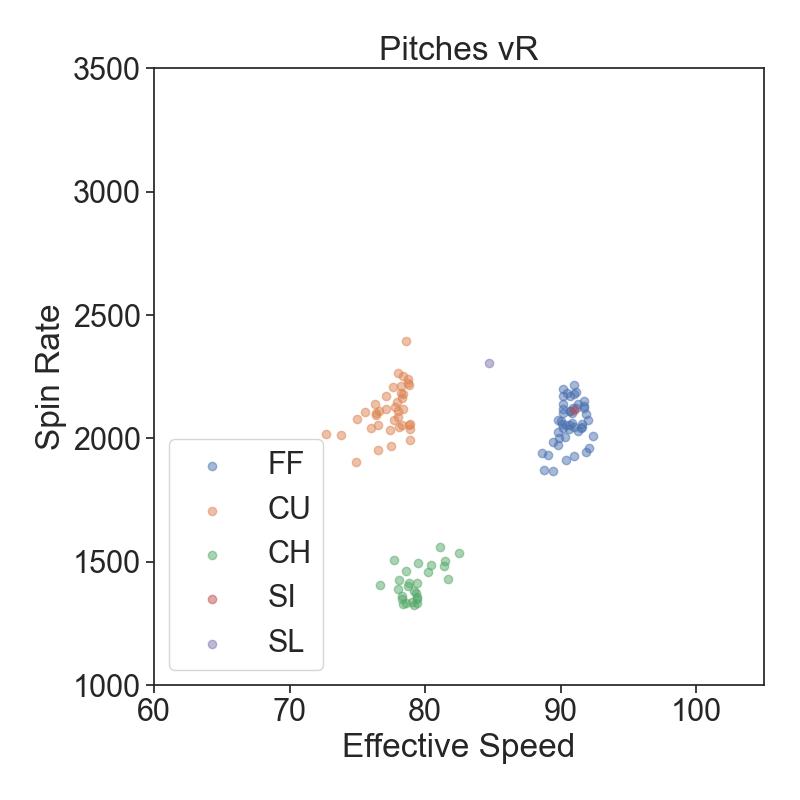 Pitches vR
Spin Rate
3500
3000
2500
2000
1500
1000
FF
CU
CH
SI
SL
60 70 80 90 100
Effective Speed